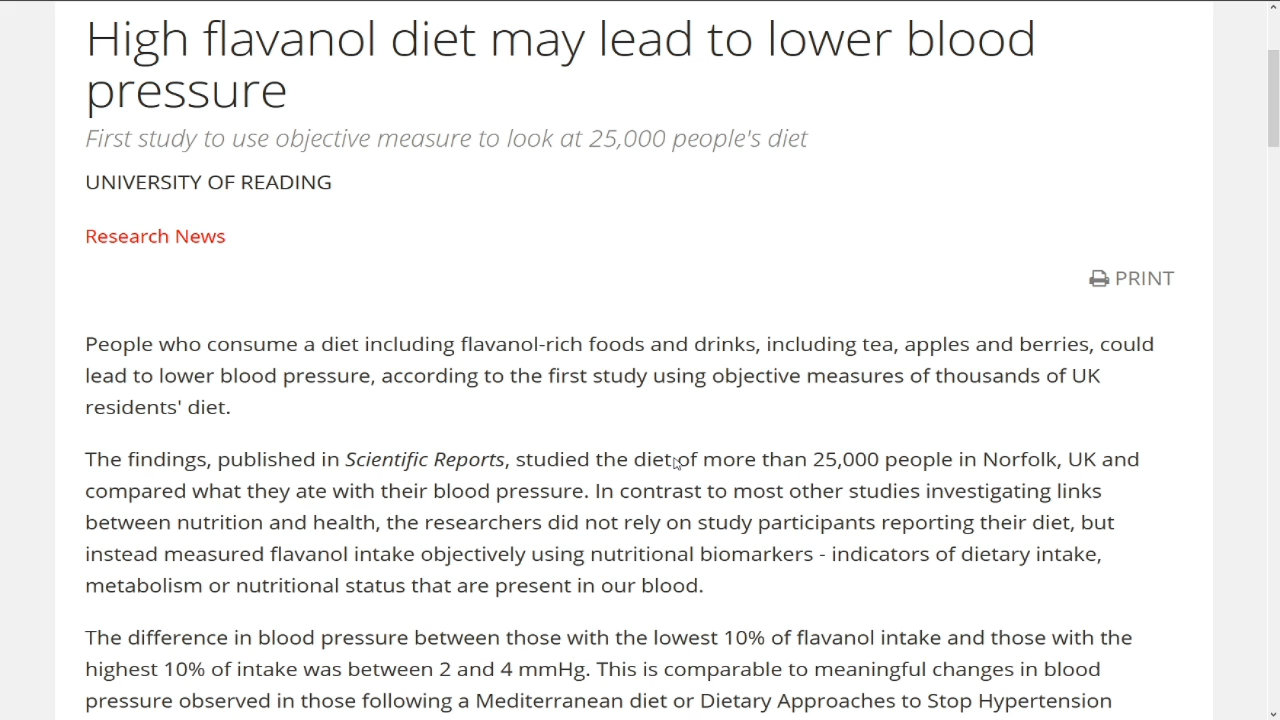 High flavanol diet may lead to lower blood
pressure
First study to use objective measure to look at 25,000 people's diet
UNIVERSITY OF READING
Research News
PRINT
People who consume a diet including flavanol-rich foods and drinks, including tea, apples and berries, could
lead to lower blood pressure, according to the first study using objective measures of thousands of UK
residents' diet.
The findings, published in Scientific Reports, studied the diet of more than 25,000 people in Norfolk, UK and
compared what they ate with their blood pressure. In contrast to most other studies investigating links
between nutrition and health, the researchers did not rely on study participants reporting their diet, but
instead measured flavanol intake objectively using nutritional biomarkers - indicators of dietary intake,
metabolism or nutritional status that are present in our blood.
The difference in blood pressure between those with the lowest 10% of flavanol intake and those with the
highest 10% of intake was between 2 and 4 mmHg. This is comparable to meaningful changes in blood
pressure observed in those following a Mediterranean diet or Dietary Approaches to Stop Hypertension